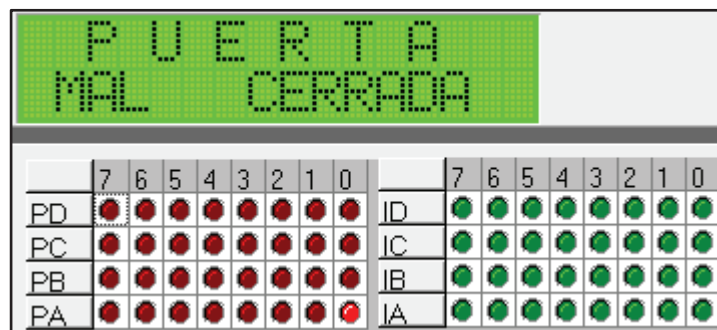 P U E R T A
MAL CERRADA
7 6 5 4 3 2 1 0 7 6 5 4 3 2 1 0
PD ID
PC IC
PB IB
PA IA